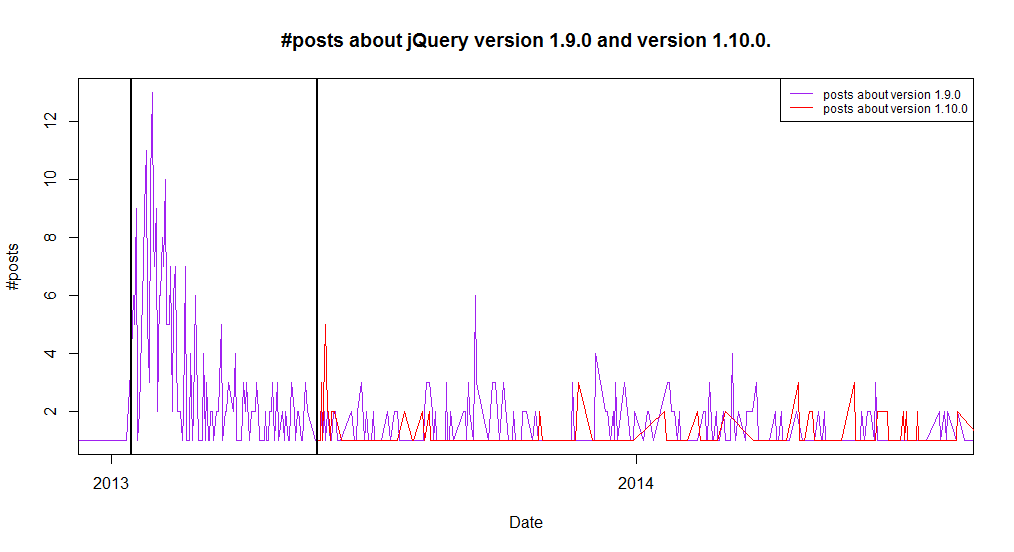 #posts about jQuery version 1.9.0 and version 1.10.0.
posts about version 1.9.0
posts about version 1.10.0
12
10
8
6
4
2
#posts
2013
2014
Date